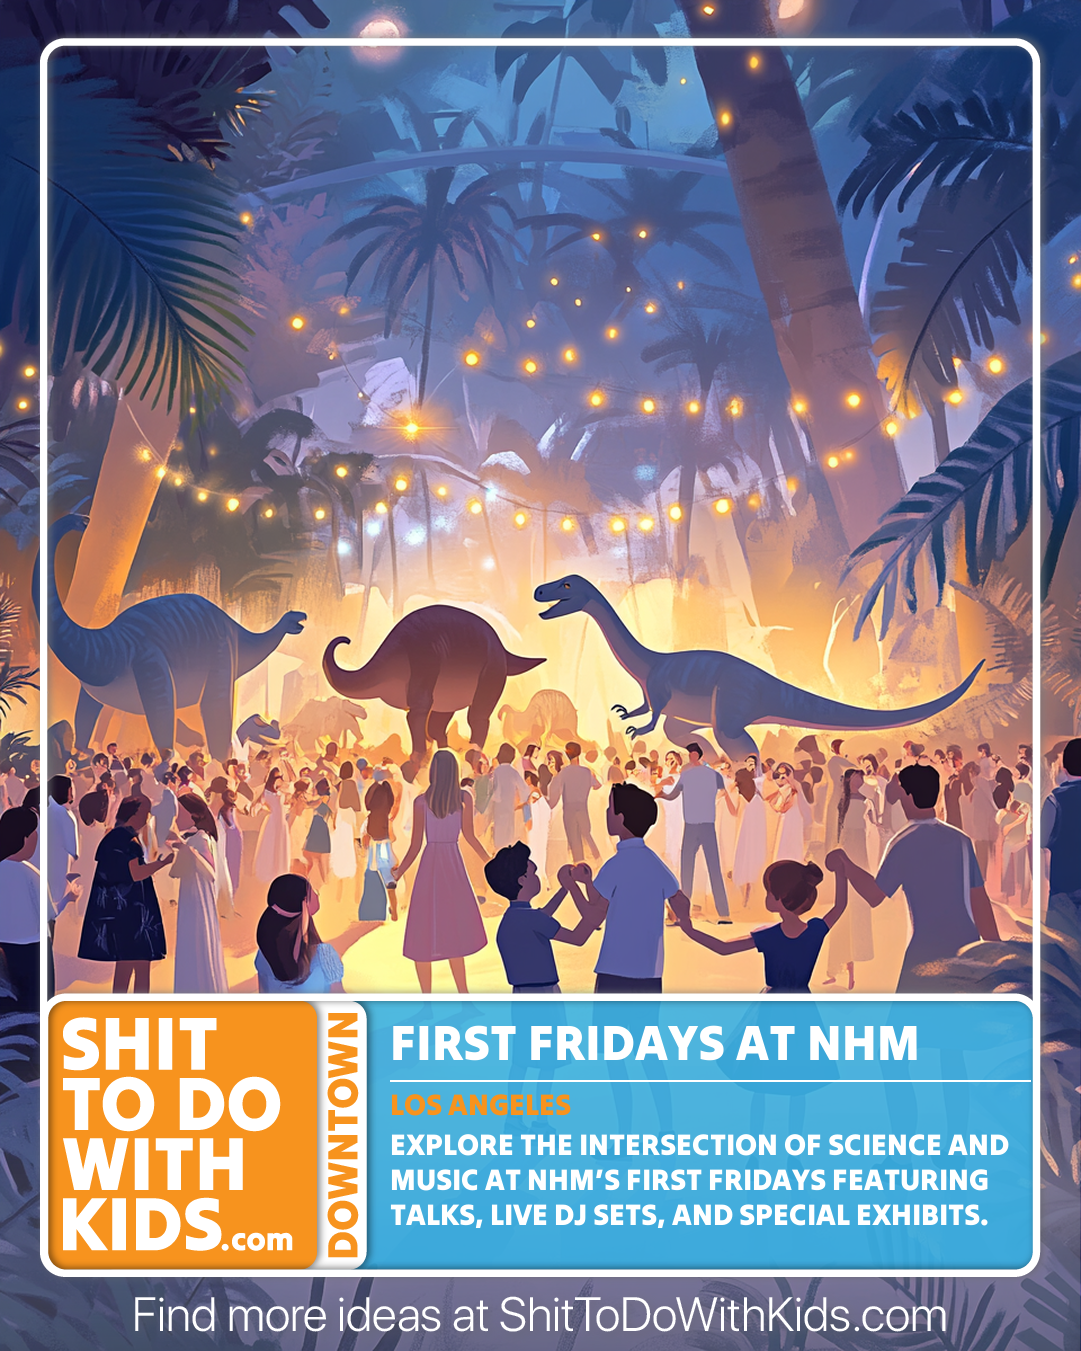 SHIT
TO DO
WITH
KIDS.com
DOWNTOWN
FIRST FRIDAYS AT NHM
LOS ANGELES
EXPLORE THE INTERSECTION OF SCIENCE AND
MUSIC AT NHM’S FIRST FRIDAYS FEATURING
TALKS, LIVE DJ SETS, AND SPECIAL EXHIBITS.
Find more ideas at ShitToDoWithKids.com